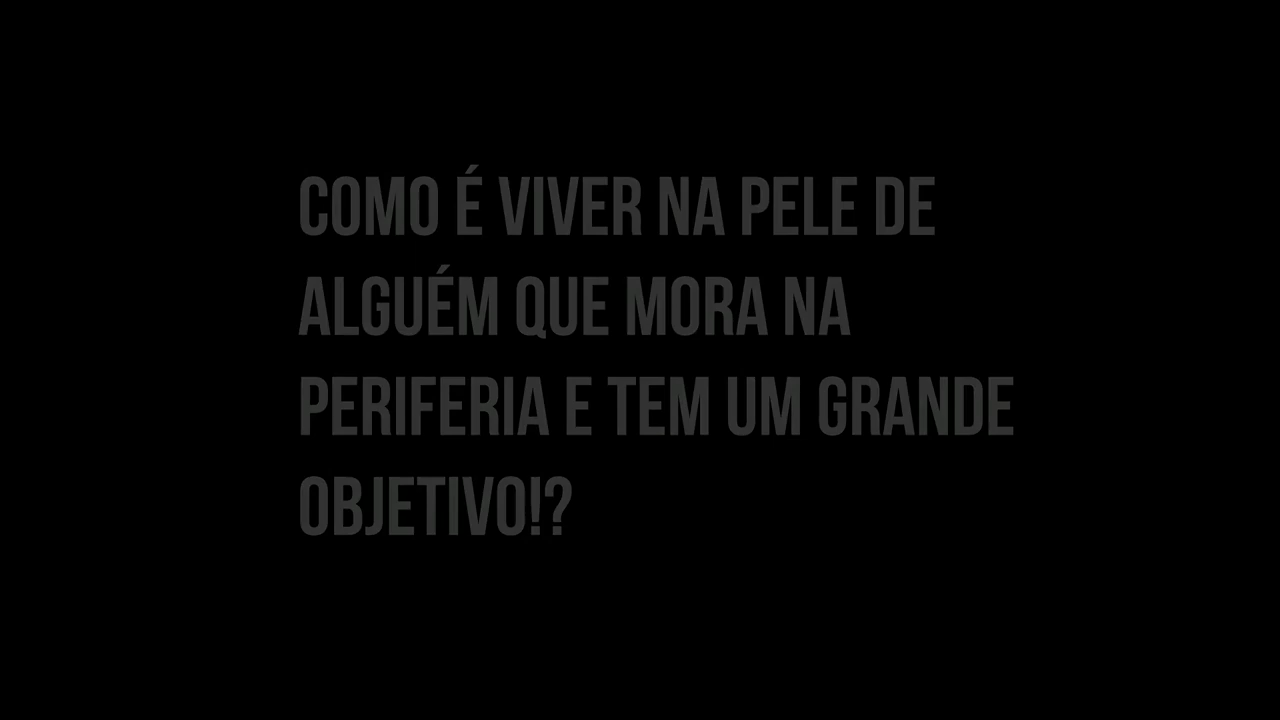 COMO É VIVER NA PELE DE
ALGUÉM QUE MORA NA
PERIFERIA E TEM UM GRANDE
OBJETIVO!?